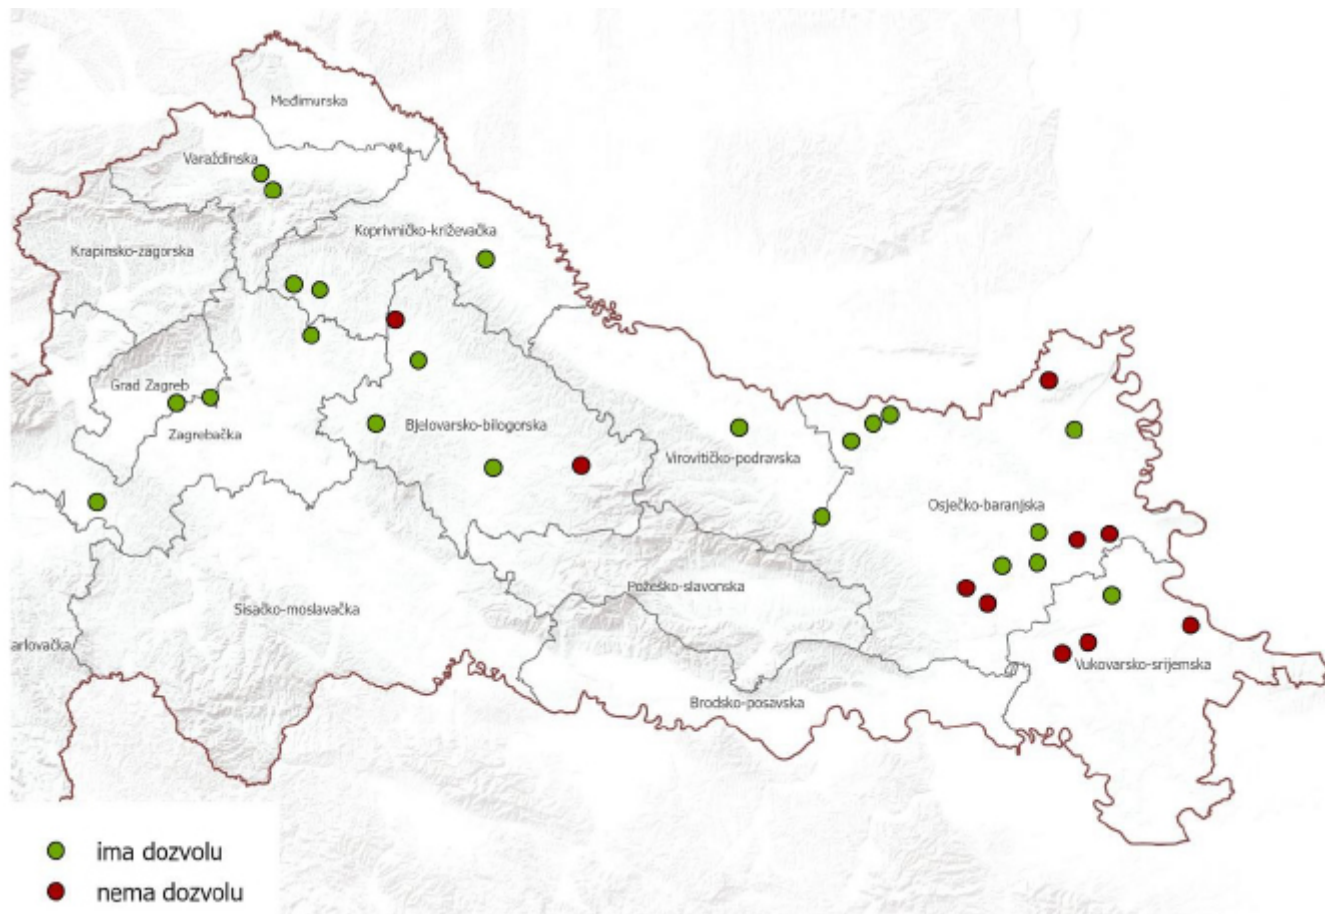 Međimurska
Varaždinska
Koprivničko-križevačka
Krapinsko-zagorska
Grad Zagreb
Zagrebačka
Bjelovarsko-bilogorska
Virovitičko-podravska
Osječko-baranjska
Požeško-slavonska
Sisačko-moslavačka
arlovačka
Vukovarsko-srijemska
Brodsko-posavska
ima dozvolu
nema dozvolu